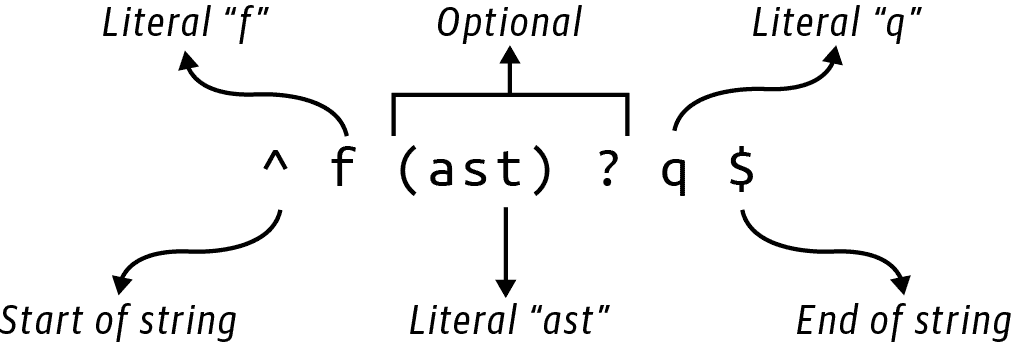 Literal “f”
Optional
Literal “q”
^ f (ast) ? q $
Start of string
Literal “ast”
End of string